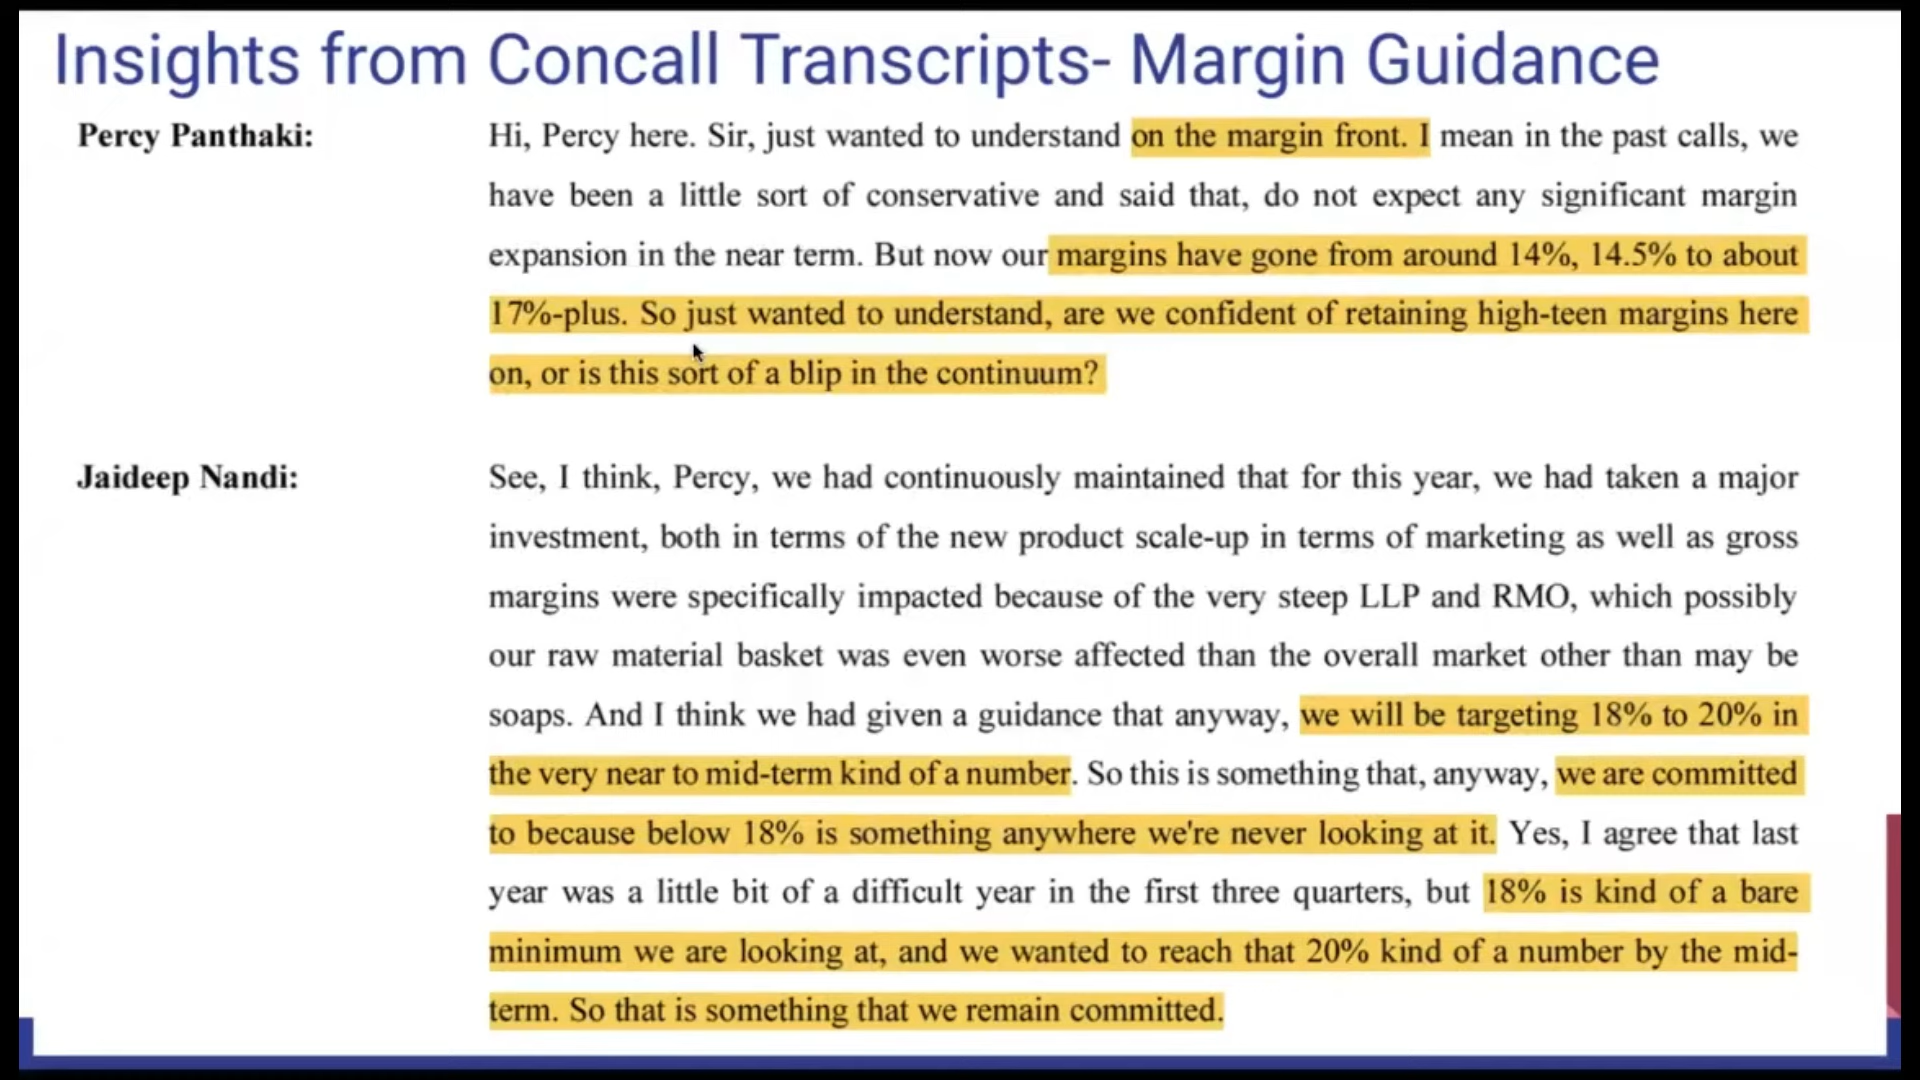 Insights from Concall Transcripts- Margin Guidance
Percy Panthaki: Hi, Percy here. Sir, just wanted to understand on the margin front. I mean in the past calls, we
have been a little sort of conservative and said that, do not expect any significant margin
expansion in the near term. But now our margins have gone from around 14%, 14.5% to about
17%-plus. So just wanted to understand, are we confident of retaining high-teen margins here
on, or is this sort of a blip in the continuum?
Jaideep Nandi: See, I think, Percy, we had continuously maintained that for this year, we had taken a major
investment, both in terms of the new product scale-up in terms of marketing as well as gross
margins were specifically impacted because of the very steep LLP and RMO, which possibly
our raw material basket was even worse affected than the overall market other than may be
soaps. And I think we had given a guidance that anyway, we will be targeting 18% to 20% in
the very near to mid-term kind of a number. So this is something that, anyway, we are committed
to because below 18% is something anywhere we're never looking at it. Yes, I agree that last
year was a little bit of a difficult year in the first three quarters, but 18% is kind of a bare
minimum we are looking at, and we wanted to reach that 20% kind of a number by the mid-
term. So that is something that we remain committed.